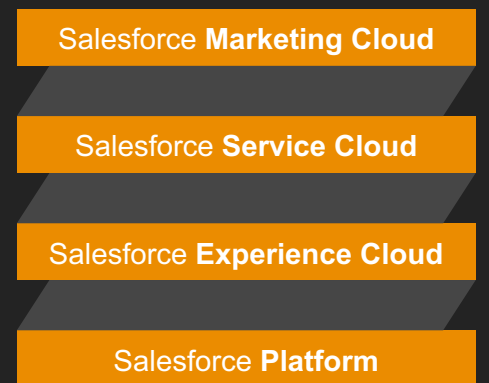 Salesforce Marketing Cloud
Salesforce Service Cloud
Salesforce Experience Cloud
Salesforce Platform